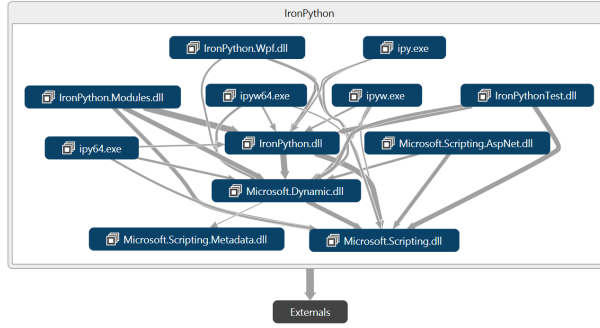 IronPython
IronPython.Wpf.dll
ipy.exe
IronPython.Modules.dll
ipyw64.exe
ipyw.exe
IronPythonTest.dll
ipy64.exe
IronPython.dll
Microsoft.Scripting.AspNet.dll
Microsoft.Dynamic.dll
Microsoft.Scripting.Metadata.dll
Microsoft.Scripting.dll
Externals